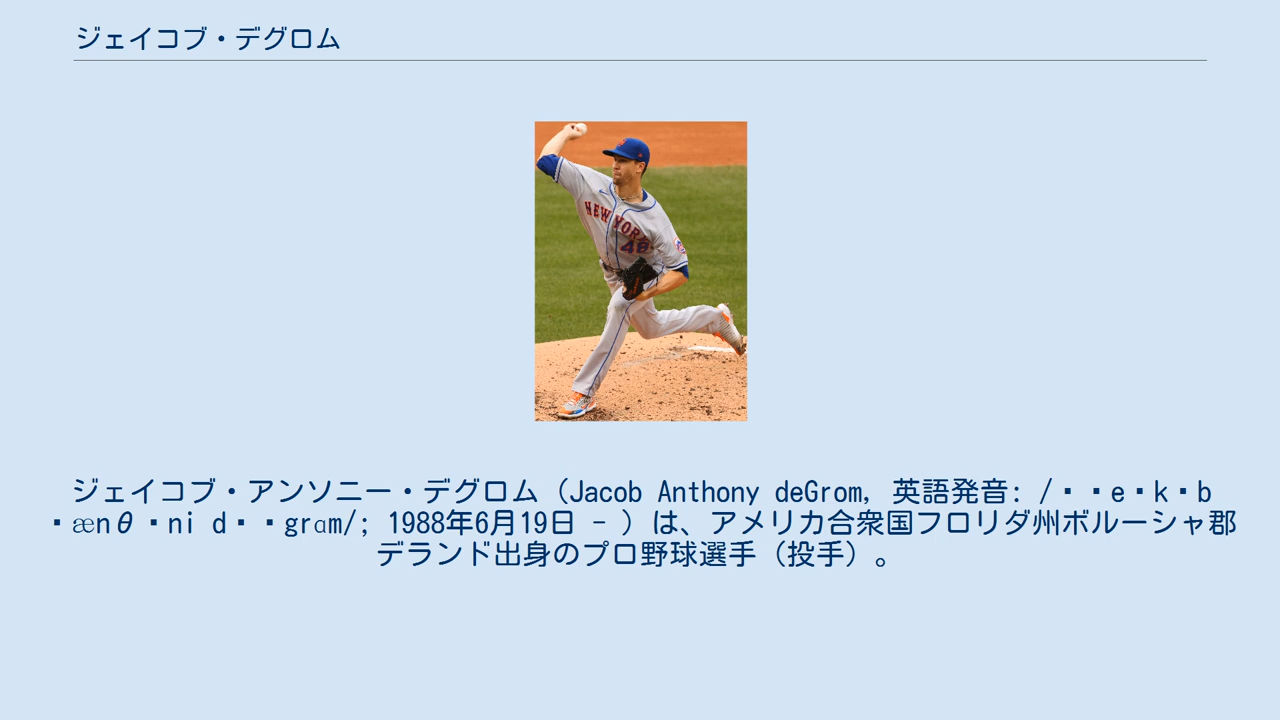 ジェイコブ・デグロム
NEW YORK
48
ジェイコブ・アンソニー・デグロム（Jacob Anthony deGrom, 英語発音: /・・e・k・b
・ænθ・ni d・・grɑm/; 1988年6月19日 - ）は、アメリカ合衆国フロリダ州ボルーシャ郡
デランド出身のプロ野球選手（投手）。